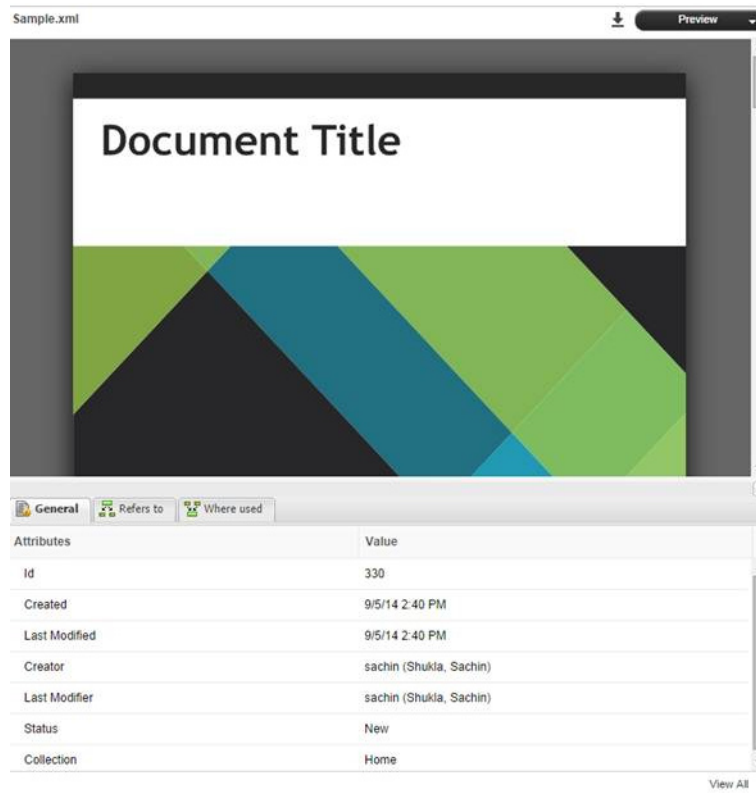 Sample.xml Preview
Document Title
General Refers to Where used
Attributes Value
Id 330
Created 9/5/14 2:40 PM
Last Modified 9/5/14 2:40 PM
Creator sachin (Shukla, Sachin)
Last Modifier sachin (Shukla, Sachin)
Status New
Collection Home
View All